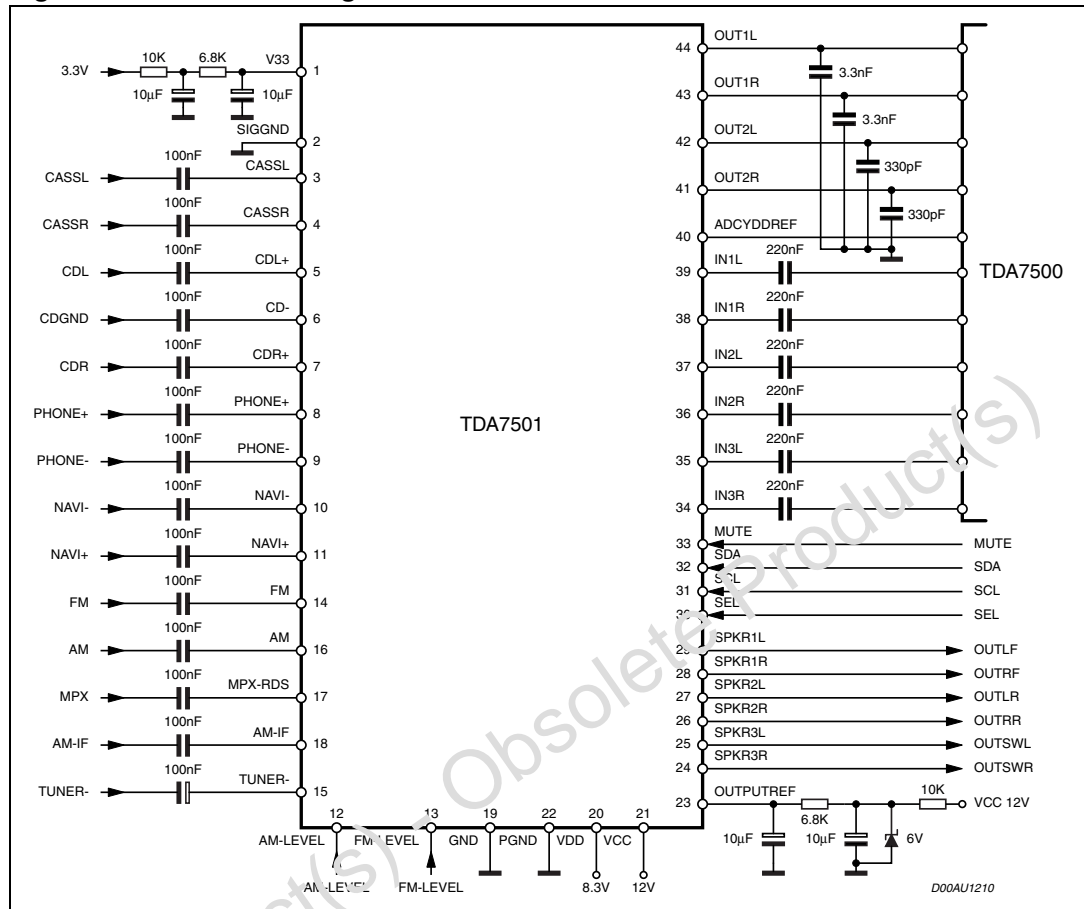 10K 6.8K V33
3.3V 1
10µF 10µF
SIGGND
2
100nF
CASSL CASSL
3
100nF
CASSR CASSR
4
100nF
CDL CDL+
5
100nF
CDGND CD-
6
100nF
CDR CDR+
7
100nF
PHONE+ PHONE+
8
100nF
PHONE- PHONE-
9
100nF
NAVI- NAVI-
10
100nF
NAVI+ NAVI+
11
100nF
FM FM
14
100nF
AM AM
16
100nF
MPX MPX-RDS
17
100nF
AM-IF AM-IF
18
100nF
TUNER- TUNER-
15
TDA7501
12 13 19 22 20 21
AM-LEVEL FM-LEVEL GND PGND VDD VCC
AM-LEVEL FM-LEVEL 8.3V 12V
OUT1L
44
3.3nF
OUT1R
43
3.3nF
OUT2L
42
330pF
OUT2R
41
330pF
ADCYDDREF
40
IN1L 220nF
39
IN1R 220nF
38
IN2L 220nF
37
IN2R 220nF
36
IN3L 220nF
35
IN3R 220nF
34
TDA7500
MUTE
33 MUTE
SDA
32 SDA
SCL
31 SCL
SEL
30 SEL
SPKR1L
29 OUTLF
SPKR1R
28 OUTRF
SPKR2L
27 OUTLR
SPKR2R
26 OUTRR
SPKR3L
25 OUTSWL
SPKR3R
24 OUTSWR
OUTPUTREF 10K
23 VCC 12V
6.8K
10µF 10µF 6V
D00AU1210
Obsolete Product(s)